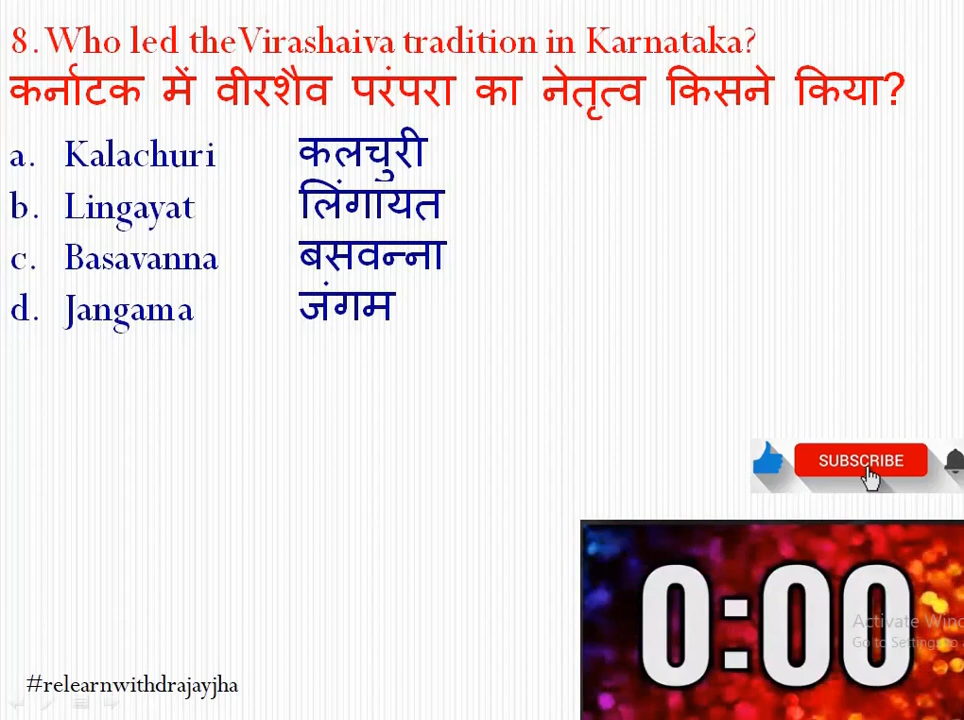 8. Who led the Virashaiva tradition in Karnataka?
कर्नाटक में वीरशैव परंपरा का नेतृत्व किसने किया?
a. Kalachuri कलचुरी
b. Lingayat लिंगायत
c. Basavanna बसवन्ना
d. Jangama जंगम
SUBSCRIBE
0:00
Activate Win
Go to Settings to
#relearnwithdrajayjha